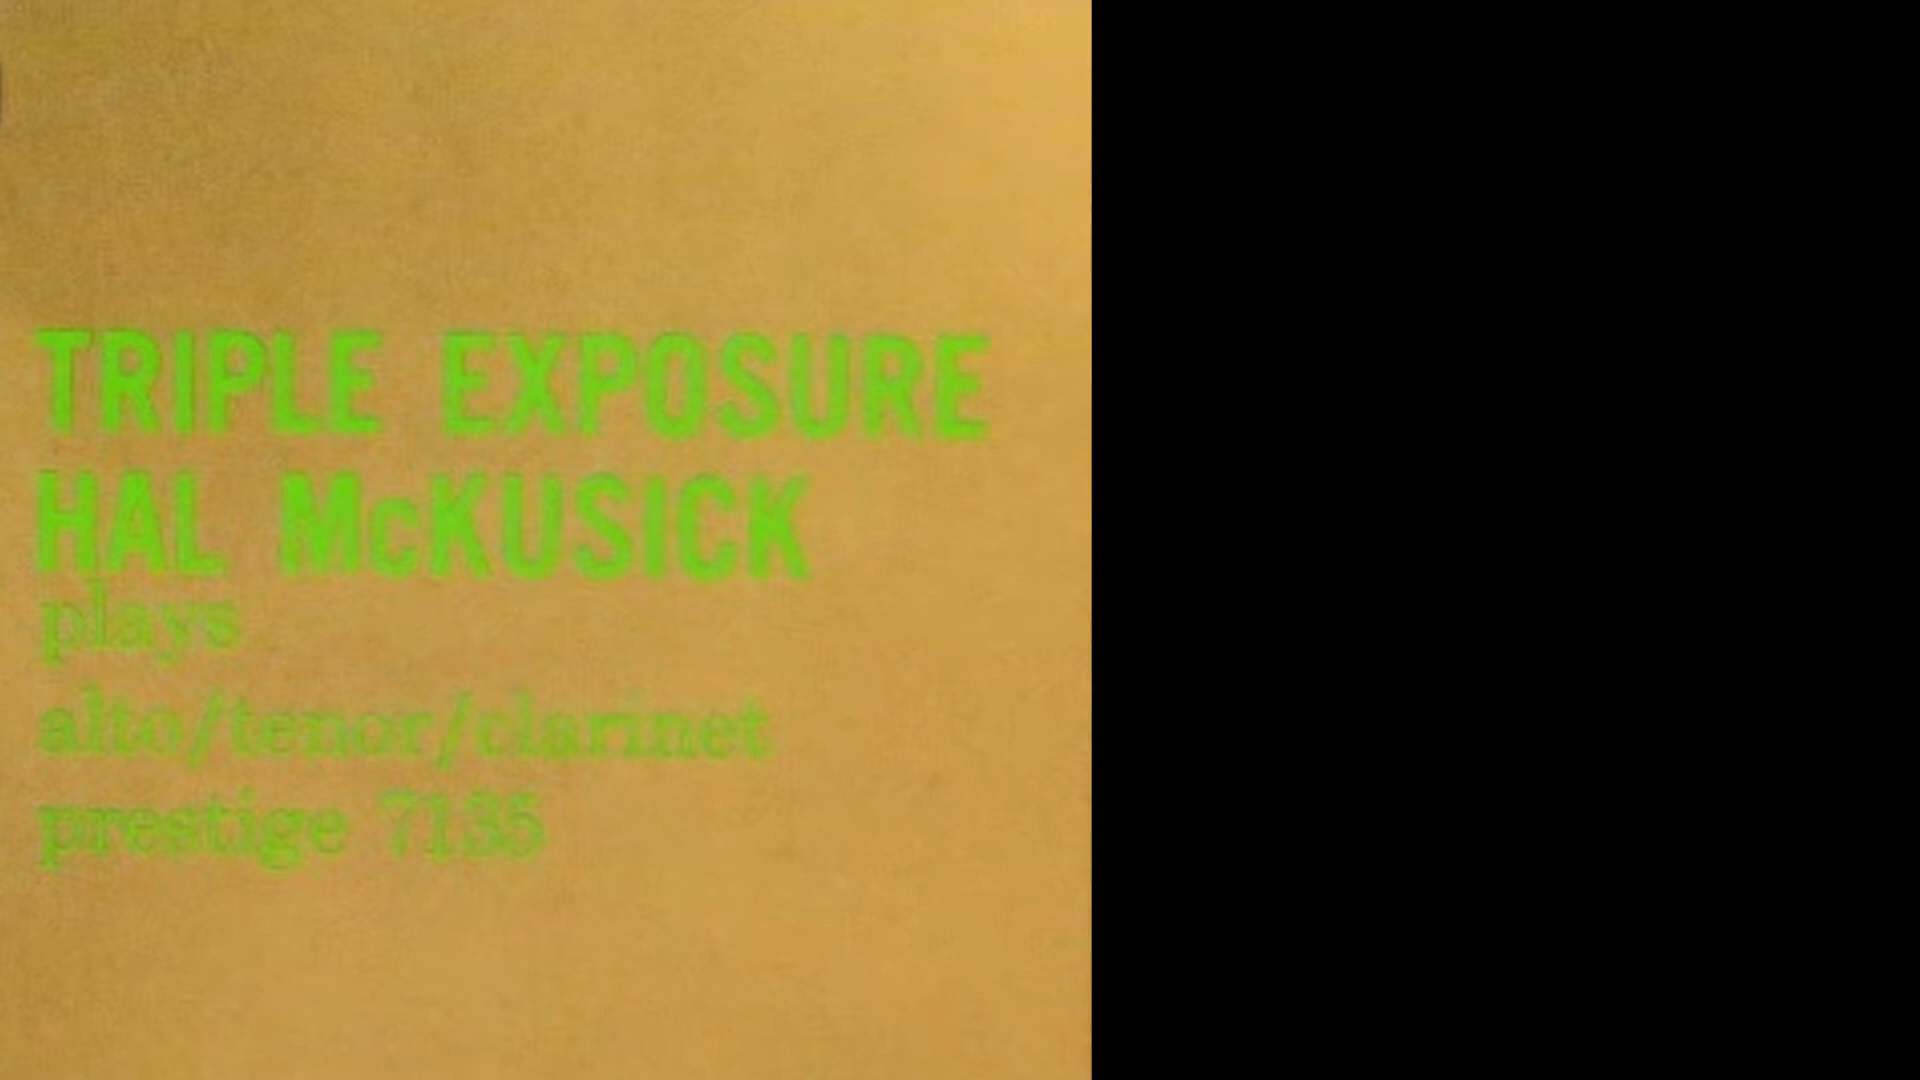 TRIPLE EXPOSURE
HAL McKUSICK
plays
alto/tenor/clarinet
prestige 7135